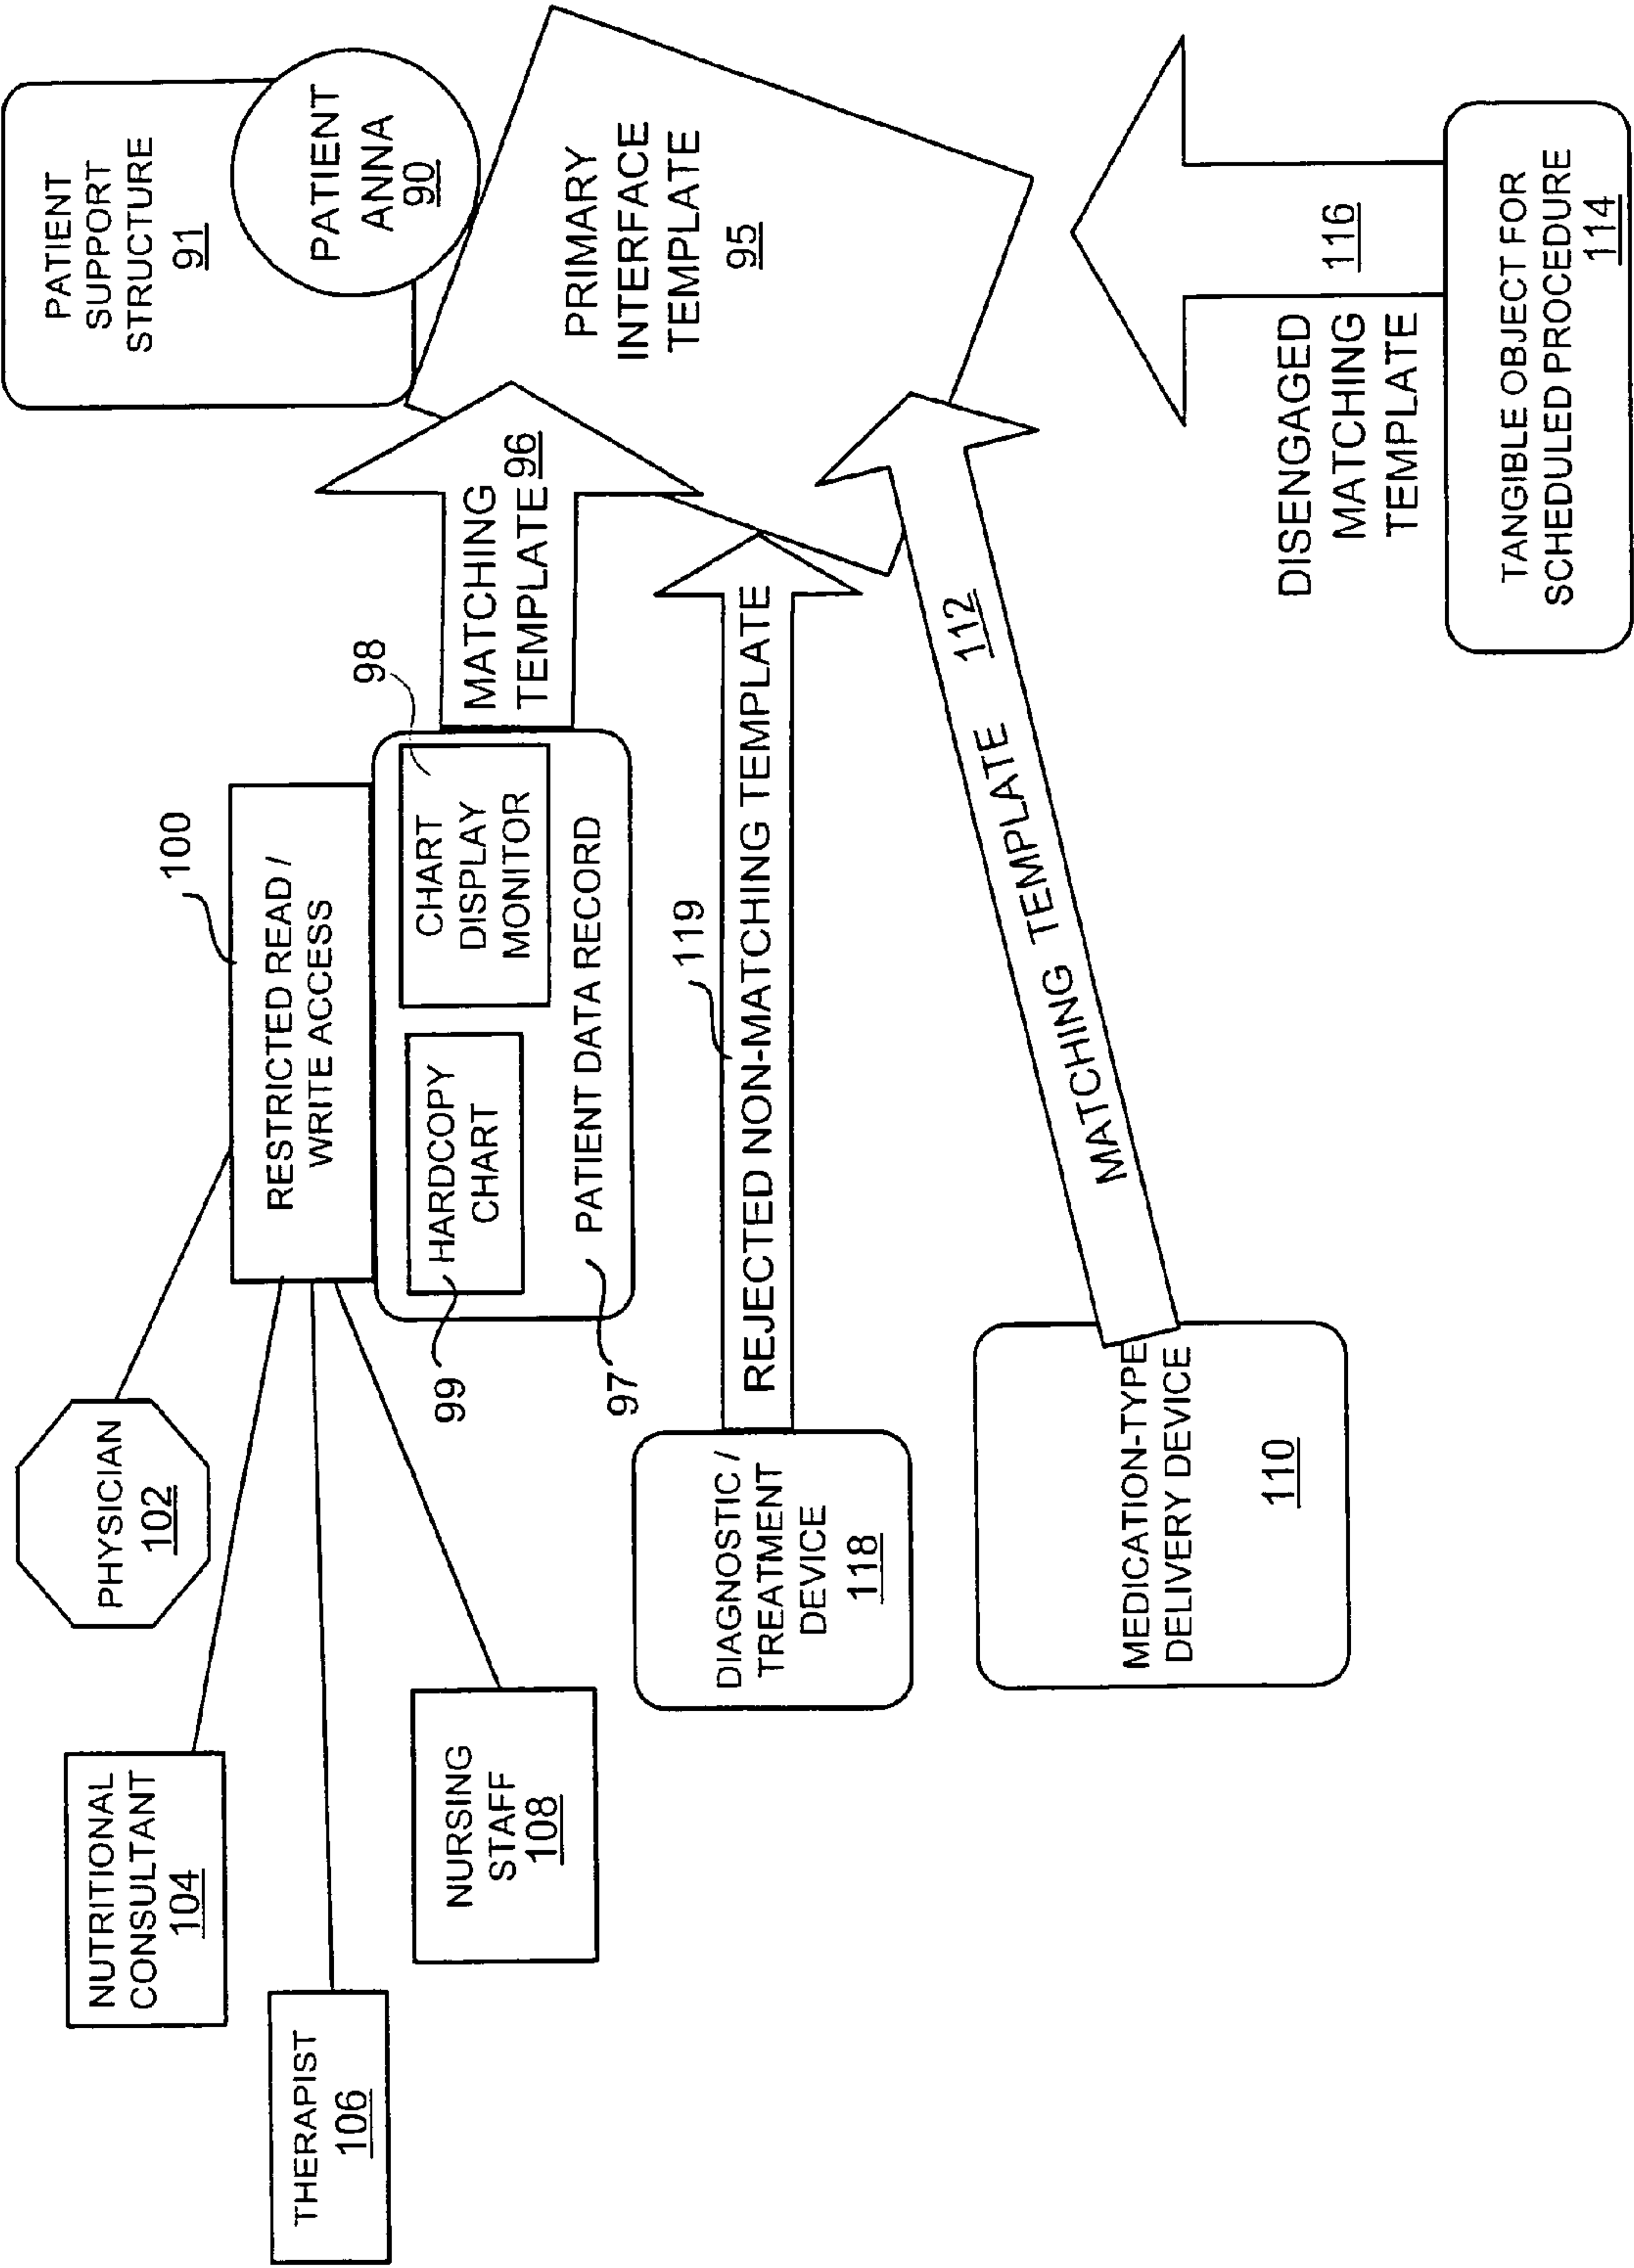 PATIENT
SUPPORT
STRUCTURE
91
PATIENT
ANNA
90
PRIMARY
INTERFACE
TEMPLATE
95
MATCHING
TEMPLATE 96
98
100
RESTRICTED READ /
WRITE ACCESS
CHART
DISPLAY
MONITOR
HARDCOPY
CHART
PATIENT DATA RECORD
99
97
PHYSICIAN
102
NUTRITIONAL
CONSULTANT
104
THERAPIST
106
NURSING
STAFF
108
119
REJECTED NON-MATCHING TEMPLATE
DIAGNOSTIC /
TREATMENT
DEVICE
118
MATCHING TEMPLATE 112
MEDICATION-TYPE
DELIVERY DEVICE
110
116
DISENGAGED
MATCHING
TEMPLATE
TANGIBLE OBJECT FOR
SCHEDULED PROCEDURE
114